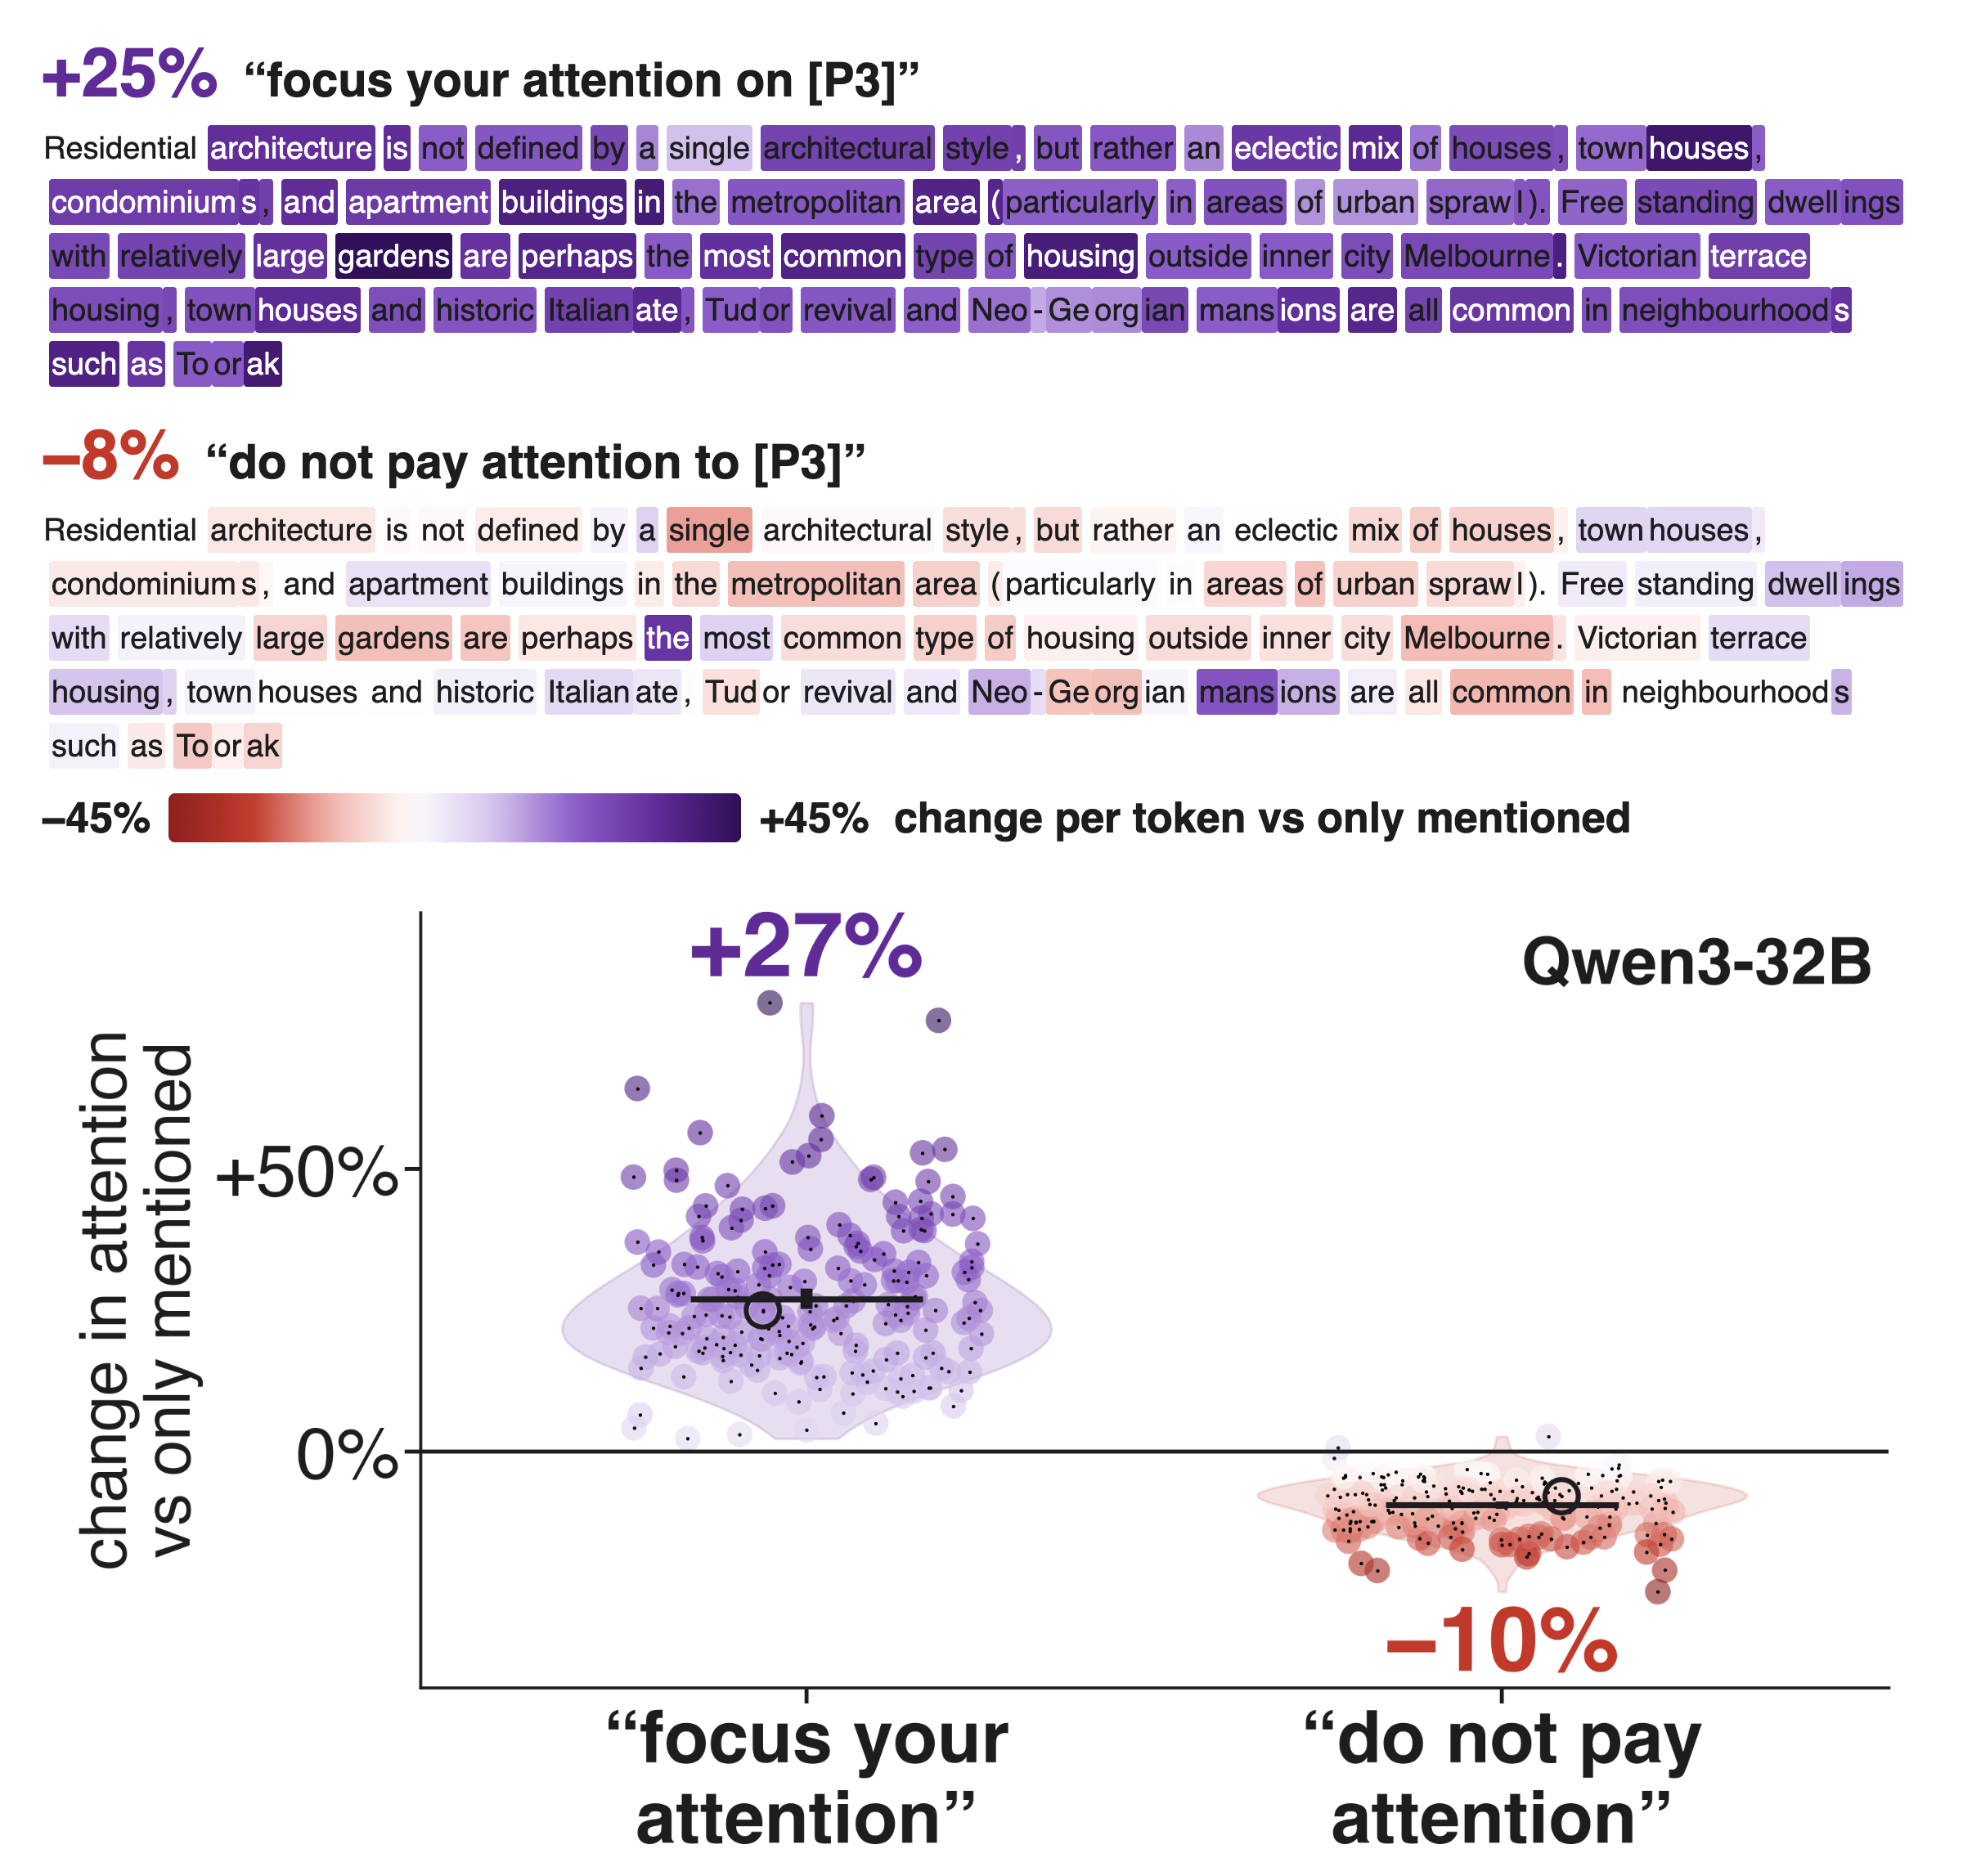 +25% “focus your attention on [P3]”
Residential architecture is not defined by a single architectural style, but rather an eclectic mix of houses, townhouses,
condominiums, and apartment buildings in the metropolitan area (particularly in areas of urban sprawl). Free standing dwellings
with relatively large gardens are perhaps the most common type of housing outside inner city Melbourne. Victorian terrace
housing, townhouses and historic Italianate, Tudor revival and Neo-Georgian mansions are all common in neighbourhoods
such as Toorak
–8% “do not pay attention to [P3]”
Residential architecture is not defined by a single architectural style, but rather an eclectic mix of houses, townhouses,
condominiums, and apartment buildings in the metropolitan area (particularly in areas of urban sprawl). Free standing dwellings
with relatively large gardens are perhaps the most common type of housing outside inner city Melbourne. Victorian terrace
housing, townhouses and historic Italianate, Tudor revival and Neo-Georgian mansions are all common in neighbourhoods
such as Toorak
–45% +45% change per token vs only mentioned
+27%
Qwen3-32B
change in attention
vs only mentioned
+50%
0%
–10%
“focus your
attention”
“do not pay
attention”